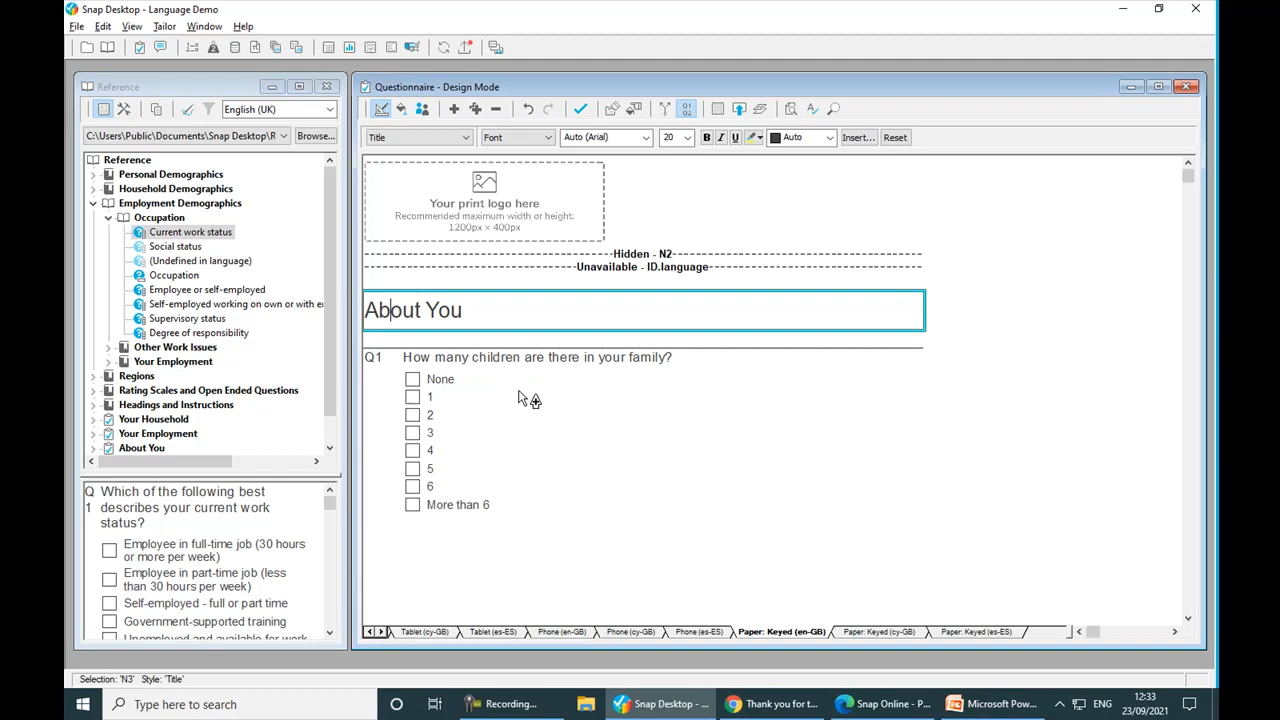 Snap Desktop - Language Demo
File Edit View Tailor Window Help
Reference
English (UK)
C:\Users\Public\Documents\Snap Desktop\R Browse...
Reference
Personal Demographics
Household Demographics
Employment Demographics
Occupation
Current work status
Social status
(Undefined in language)
Occupation
Employee or self-employed
Self-employed working on own or with er
Supervisory status
Degree of responsibility
Other Work Issues
Your Employment
Regions
Rating Scales and Open Ended Questions
Headings and Instructions
Your Household
Your Employment
About You
Q Which of the following best
1 describes your current work
status?
Employee in full-time job (30 hours
or more per week)
Employee in part-time job (less
than 30 hours per week)
Self-employed - full or part time
Government-supported training
Unemployed and available for work
Questionnaire - Design Mode
Q1
Q2
Title Font Auto (Arial) 20 B I U Auto Insert... Reset
Your print logo here
Recommended maximum width or height:
1200px × 400px
Hidden - N2
Unavailable - ID.language
About You
Q1 How many children are there in your family?
None
1
2
3
4
5
6
More than 6
Tablet (cy-GB) Tablet (es-ES) Phone (en-GB) Phone (cy-GB) Phone (es-ES) Paper: Keyed (en-GB) Paper: Keyed (cy-GB) Paper: Keyed (es-ES)
Selection: 'N3' Style: 'Title'
Type here to search
Recording...
Snap Desktop - ...
Thank you for t...
Snap Online - P...
Microsoft Pow...
ENG
12:33
23/09/2021